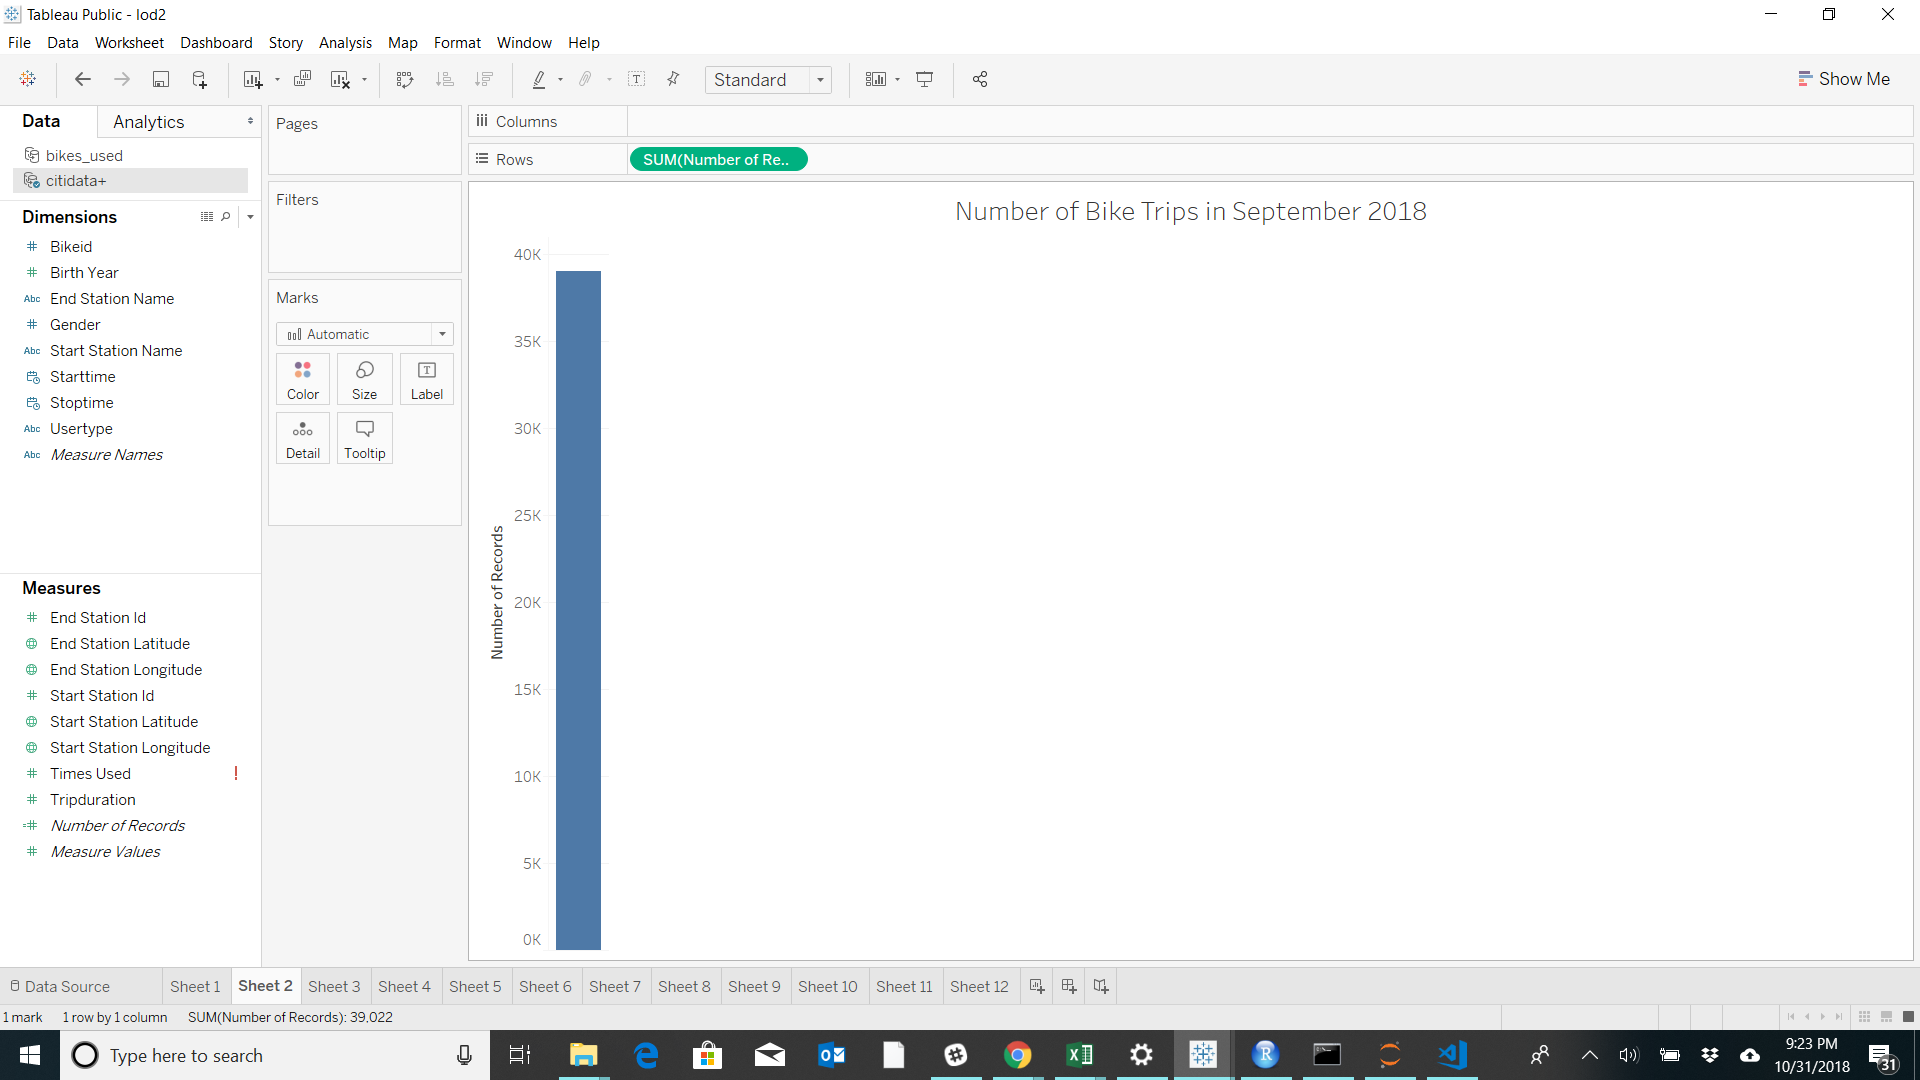 Tableau Public - lod2
File Data Worksheet Dashboard Story Analysis Map Format Window Help
Standard
Show Me
Data Analytics
bikes_used
citidata+
Dimensions
# Bikeid
# Birth Year
Abc End Station Name
# Gender
Abc Start Station Name
Starttime
Stoptime
Abc Usertype
Abc Measure Names
Measures
# End Station Id
End Station Latitude
End Station Longitude
# Start Station Id
Start Station Latitude
Start Station Longitude
# Times Used !
# Tripduration
=# Number of Records
# Measure Values
Pages
Filters
Marks
Automatic
Color Size Label
Detail Tooltip
Columns
Rows SUM(Number of Re..
Number of Bike Trips in September 2018
40K
35K
30K
25K
20K
15K
10K
5K
0K
Number of Records
Data Source Sheet 1 Sheet 2 Sheet 3 Sheet 4 Sheet 5 Sheet 6 Sheet 7 Sheet 8 Sheet 9 Sheet 10 Sheet 11 Sheet 12
1 mark 1 row by 1 column SUM(Number of Records): 39,022
Type here to search
9:23 PM
10/31/2018
31